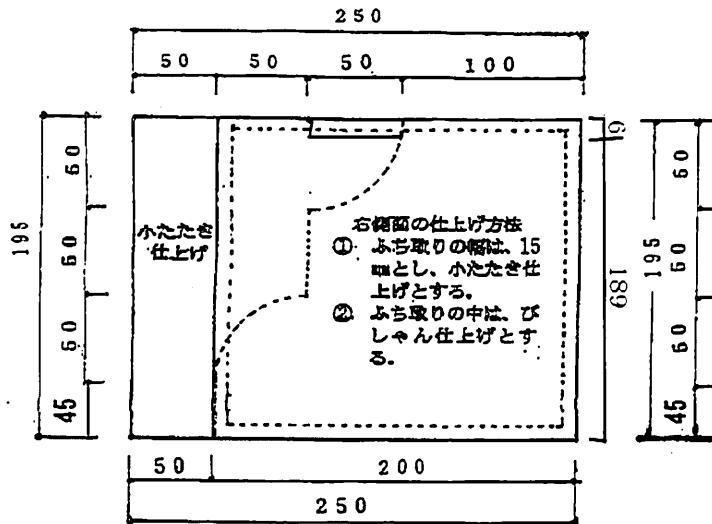 250
50 50 50 100
195
60
60
60
45
小たたき
仕上げ
右側面の仕上げ方法
① ふち取りの幅は、15
㎜とし、小たたき仕
上げとする。
② ふち取りの中は、び
しゃん仕上げとす
る。
6
189
195
60
60
60
45
50 200
250